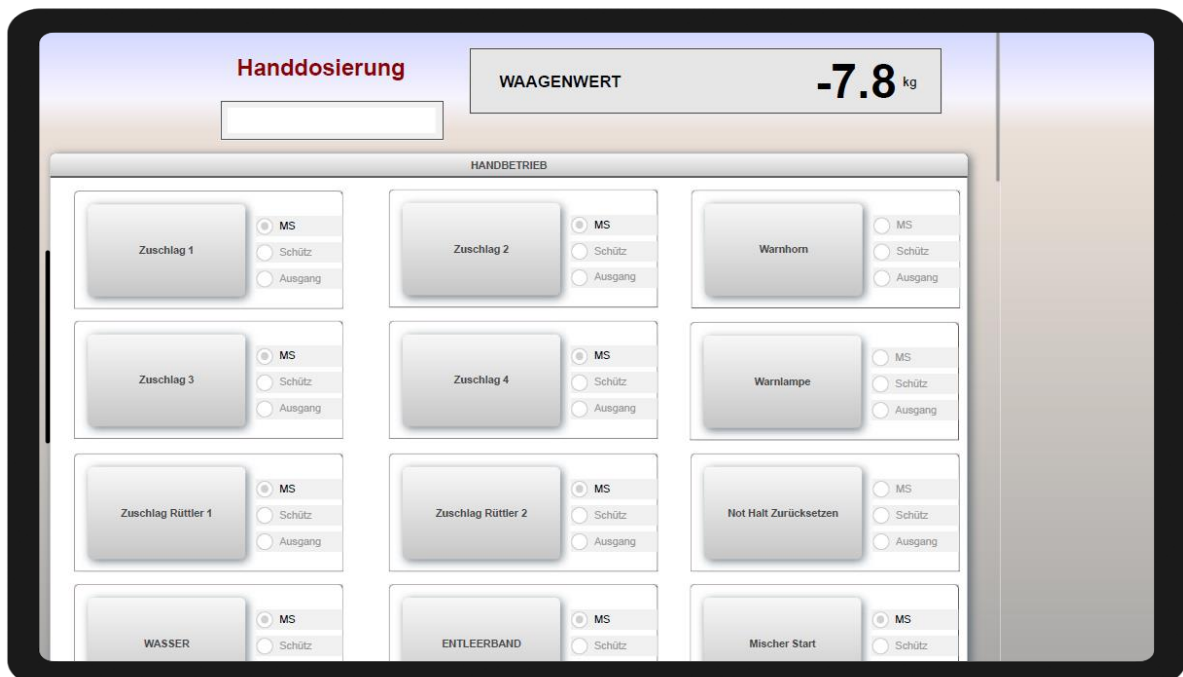 Handdosierung
WAAGENWERT -7.8 kg
HANDBETRIEB
Zuschlag 1
MS
Schütz
Ausgang
Zuschlag 2
MS
Schütz
Ausgang
Warnhorn
MS
Schütz
Ausgang
Zuschlag 3
MS
Schütz
Ausgang
Zuschlag 4
MS
Schütz
Ausgang
Warnlampe
MS
Schütz
Ausgang
Zuschlag Rüttler 1
MS
Schütz
Ausgang
Zuschlag Rüttler 2
MS
Schütz
Ausgang
Not Halt Zurücksetzen
MS
Schütz
Ausgang
WASSER
MS
Schütz
ENTLEERBAND
MS
Schütz
Mischer Start
MS
Schütz